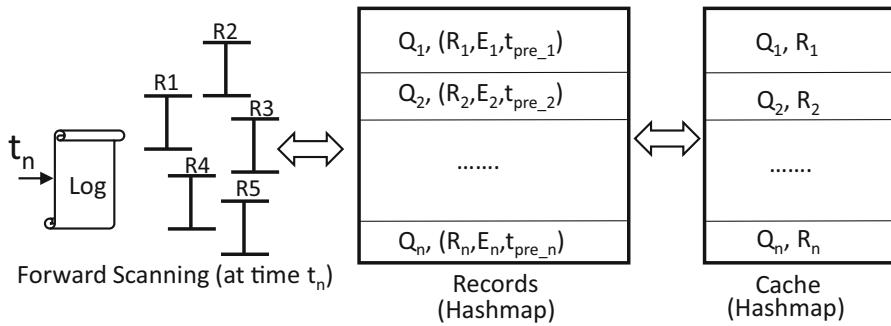 t_n
Log
R1
R2
R3
R4
R5
Forward Scanning (at time t_n)
Q_1, (R_1,E_1,t_pre_1)
Q_2, (R_2,E_2,t_pre_2)
.......
Q_n, (R_n,E_n,t_pre_n)
Records
(Hashmap)
Q_1, R_1
Q_2, R_2
.......
Q_n, R_n
Cache
(Hashmap)